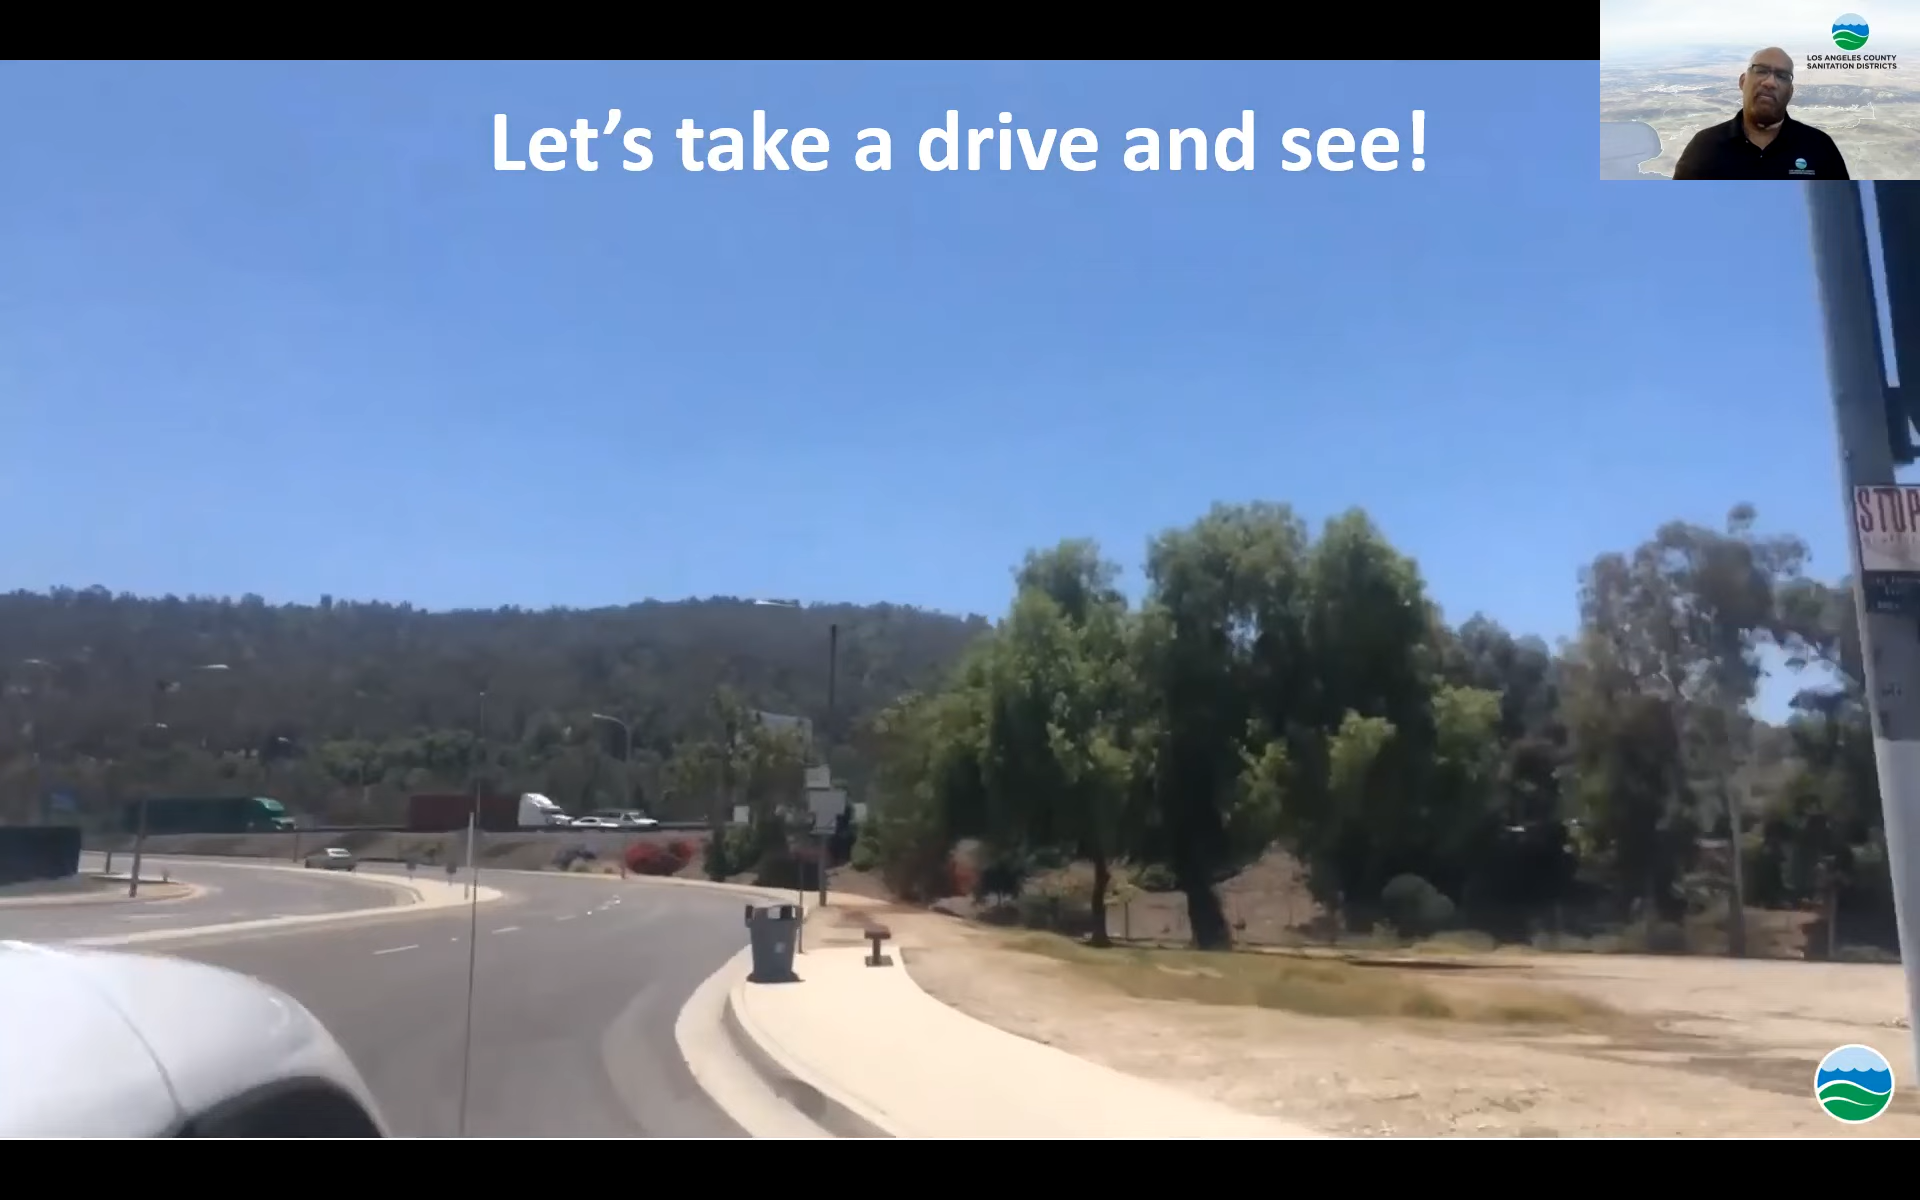 Let’s take a drive and see!
LOS ANGELES COUNTY
SANITATION DISTRICTS
STOP